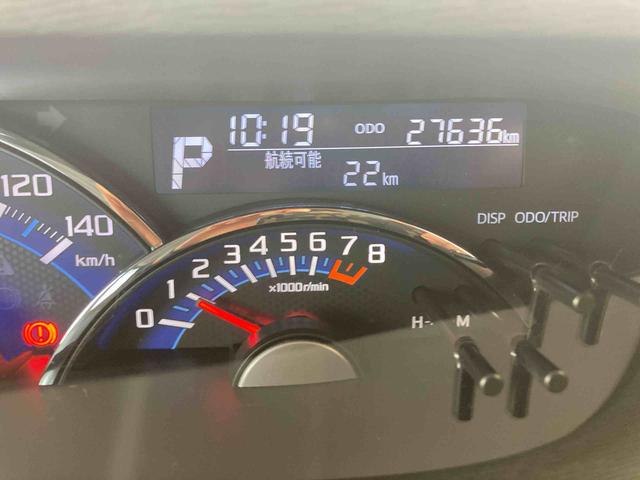 P 10:19 ODO 27636km
航続可能
22km
120
140
km/h
DISP ODO/TRIP
0 1 2 3 4 5 6 7 8
×1000r/min
H M